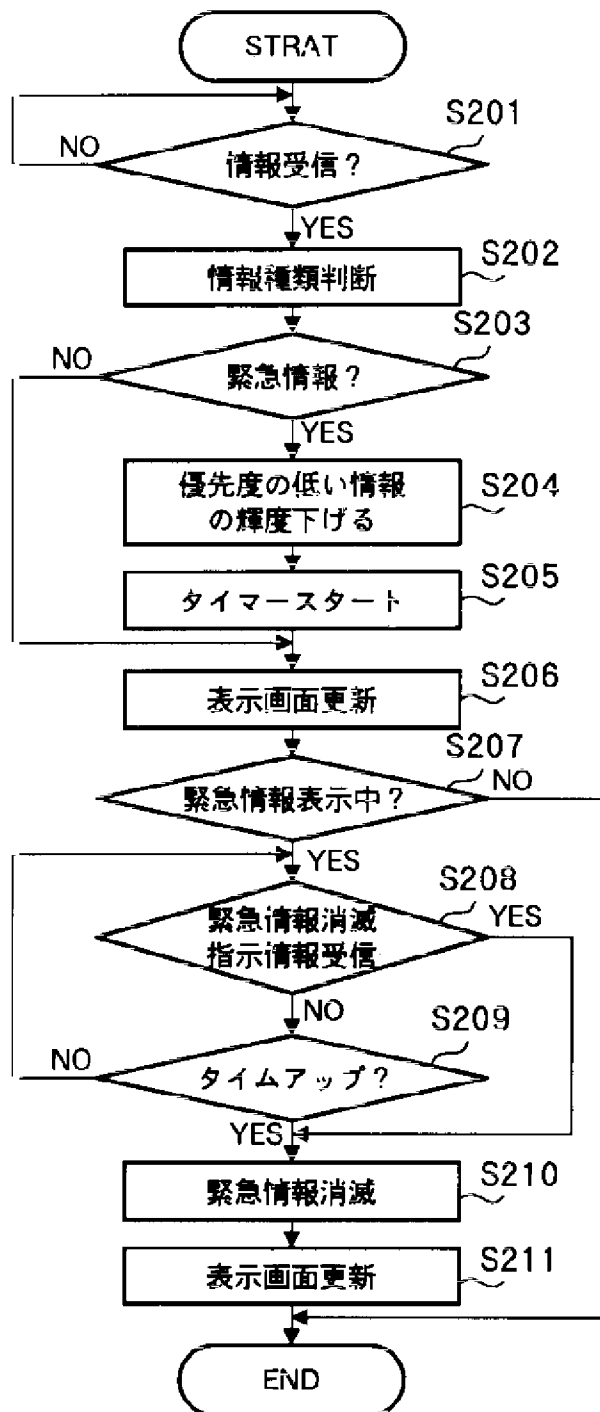 STRAT
S201
NO
情報受信？
YES
S202
情報種類判断
S203
NO
緊急情報？
YES
優先度の低い情報
の輝度下げる
S204
S205
タイマースタート
S206
表示画面更新
S207
NO
緊急情報表示中？
YES
S208
YES
緊急情報消滅
指示情報受信
NO
S209
NO
タイムアップ？
YES
S210
緊急情報消滅
S211
表示画面更新
END